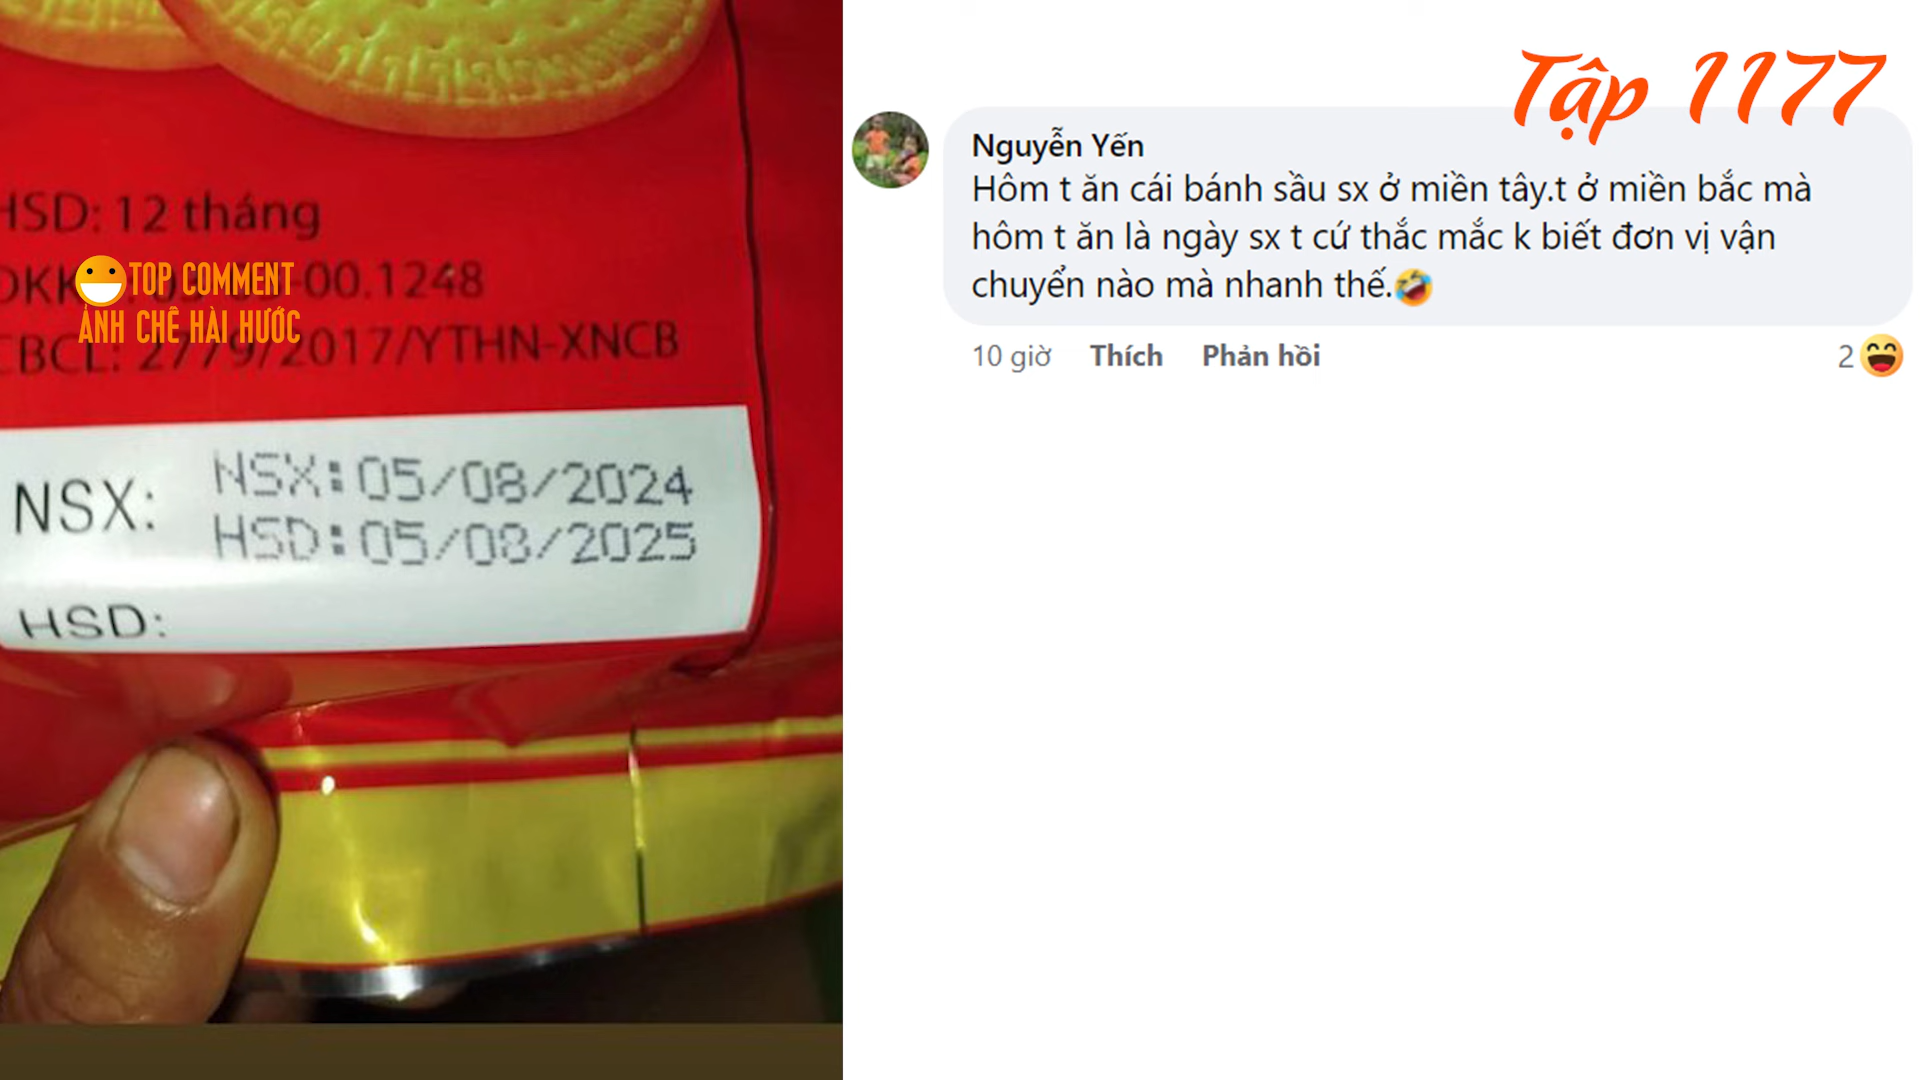 HSD: 12 tháng
-00.1248
TOP COMMENT
ẢNH CHẾ HÀI HƯỚC
CBCL: 2779/2017/YTHN-XNCB
NSX:
NSX:05/08/2024
HSD:05/08/2025
HSD:
Tập 1177
Nguyễn Yến
Hôm t ăn cái bánh sầu sx ở miền tây.t ở miền bắc mà
hôm t ăn là ngày sx t cứ thắc mắc k biết đơn vị vận
chuyển nào mà nhanh thế.🤣
10 giờ Thích Phản hồi
2